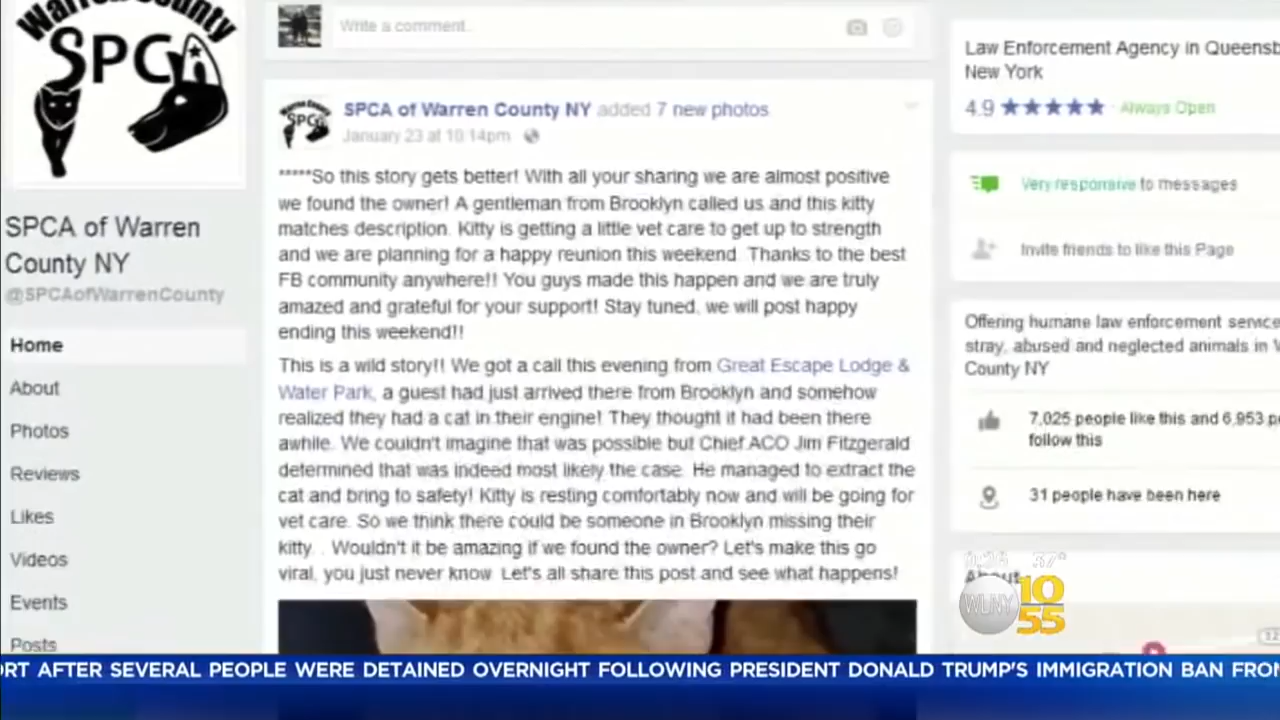 Warren County
SPCA
Write a comment...
SPCA of Warren County NY added 7 new photos
January 23 at 10:14pm
*****So this story gets better! With all your sharing we are almost positive
we found the owner! A gentleman from Brooklyn called us and this kitty
matches description. Kitty is getting a little vet care to get up to strength
and we are planning for a happy reunion this weekend. Thanks to the best
FB community anywhere!! You guys made this happen and we are truly
amazed and grateful for your support! Stay tuned, we will post happy
ending this weekend!!
This is a wild story!! We got a call this evening from Great Escape Lodge &
Water Park, a guest had just arrived there from Brooklyn and somehow
realized they had a cat in their engine! They thought it had been there
awhile. We couldn't imagine that was possible but Chief ACO Jim Fitzgerald
determined that was indeed most likely the case. He managed to extract the
cat and bring to safety! Kitty is resting comfortably now and will be going for
vet care. So we think there could be someone in Brooklyn missing their
kitty. . Wouldn't it be amazing if we found the owner? Let's make this go
viral, you just never know. Let's all share this post and see what happens!
SPCA of Warren
County NY
@SPCAofWarrenCounty
Home
About
Photos
Reviews
Likes
Videos
Events
Posts
Law Enforcement Agency in Queensb
New York
4.9 ★★★★★ Always Open
Very responsive to messages
Invite friends to like this Page
Offering humane law enforcement service
stray, abused and neglected animals in W
County NY
7,025 people like this and 6,953 pe
follow this
31 people have been here
37°
About
WLNY 10
55
ORT AFTER SEVERAL PEOPLE WERE DETAINED OVERNIGHT FOLLOWING PRESIDENT DONALD TRUMP'S IMMIGRATION BAN FROM